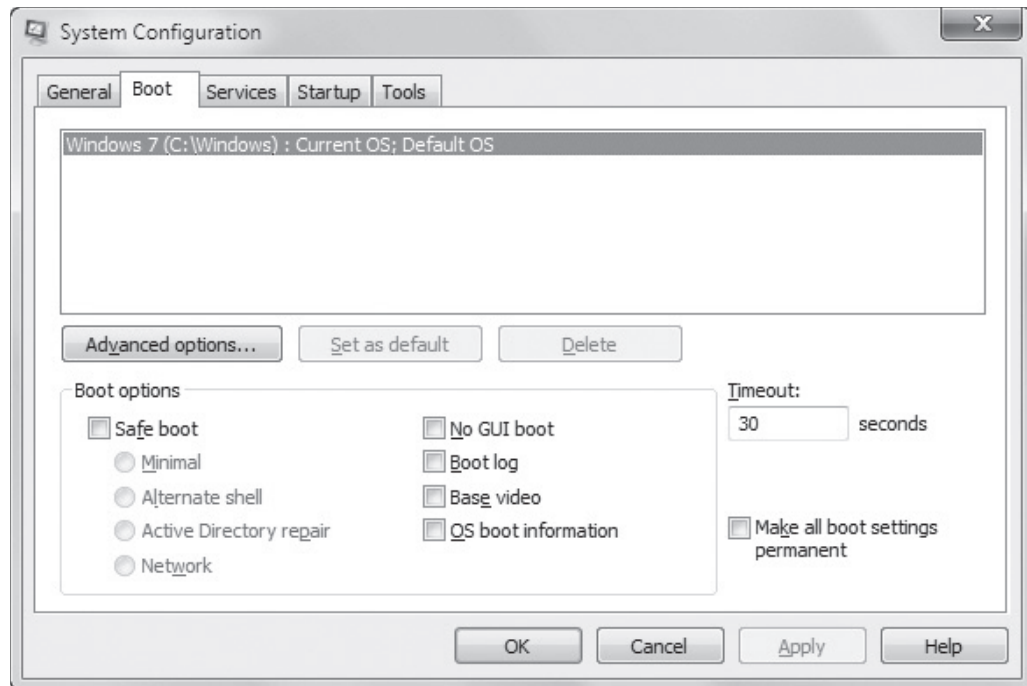 System Configuration
X
General Boot Services Startup Tools
Windows 7 (C:\Windows) : Current OS; Default OS
Advanced options... Set as default Delete
Boot options
Timeout:
Safe boot No GUI boot 30 seconds
Minimal Boot log
Alternate shell Base video
Active Directory repair OS boot information Make all boot settings
permanent
Network
OK Cancel Apply Help